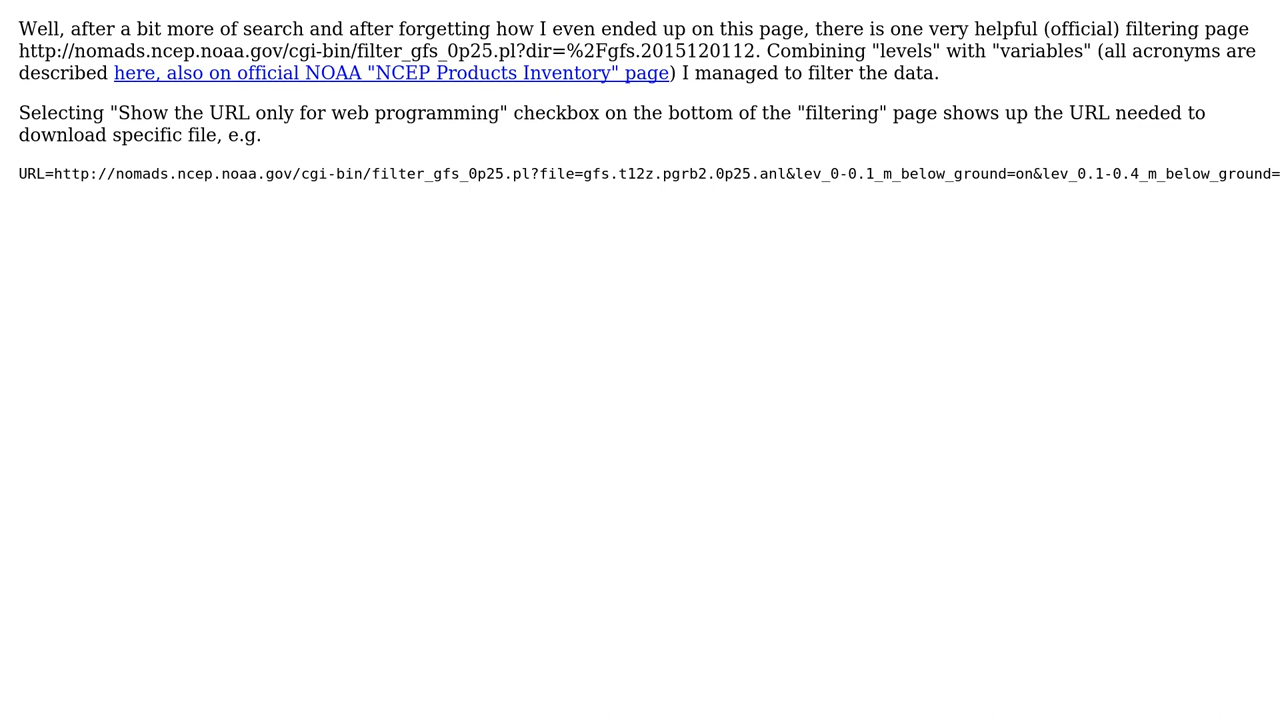 Well, after a bit more of search and after forgetting how I even ended up on this page, there is one very helpful (official) filtering page
http://nomads.ncep.noaa.gov/cgi-bin/filter_gfs_0p25.pl?dir=%2Fgfs.2015120112. Combining "levels" with "variables" (all acronyms are
described here, also on official NOAA "NCEP Products Inventory" page) I managed to filter the data.
Selecting "Show the URL only for web programming" checkbox on the bottom of the "filtering" page shows up the URL needed to
download specific file, e.g.
URL=http://nomads.ncep.noaa.gov/cgi-bin/filter_gfs_0p25.pl?file=gfs.t12z.pgrb2.0p25.anl&lev_0-0.1_m_below_ground=on&lev_0.1-0.4_m_below_ground=